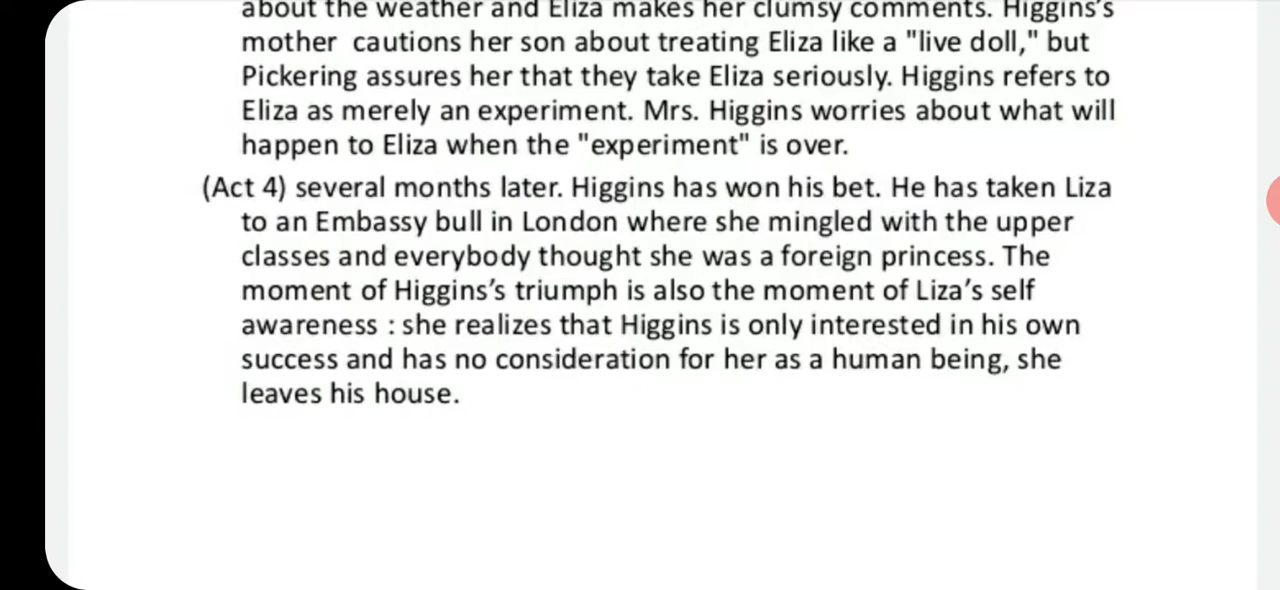 about the weather and Eliza makes her clumsy comments. Higgins's
mother cautions her son about treating Eliza like a "live doll," but
Pickering assures her that they take Eliza seriously. Higgins refers to
Eliza as merely an experiment. Mrs. Higgins worries about what will
happen to Eliza when the "experiment" is over.
(Act 4) several months later. Higgins has won his bet. He has taken Liza
to an Embassy bull in London where she mingled with the upper
classes and everybody thought she was a foreign princess. The
moment of Higgins’s triumph is also the moment of Liza’s self
awareness : she realizes that Higgins is only interested in his own
success and has no consideration for her as a human being, she
leaves his house.